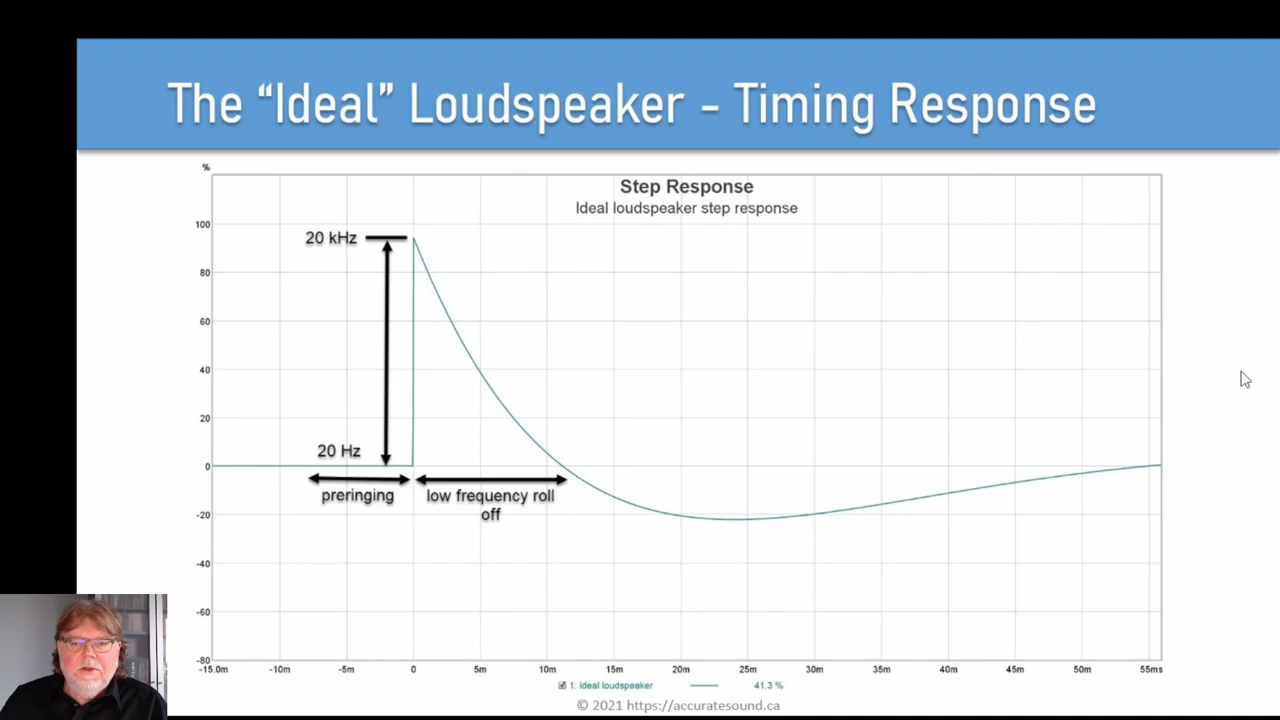 The “Ideal” Loudspeaker - Timing Response
%
Step Response
Ideal loudspeaker step response
100
20 kHz
80
60
40
20
20 Hz
0
preringing
low frequency roll
off
-20
-40
-60
-80
-15.0m -10m -5m 0 5m 10m 15m 20m 25m 30m 35m 40m 45m 50m 55ms
1: Ideal loudspeaker 41.3 %
© 2021 https://accuratesound.ca